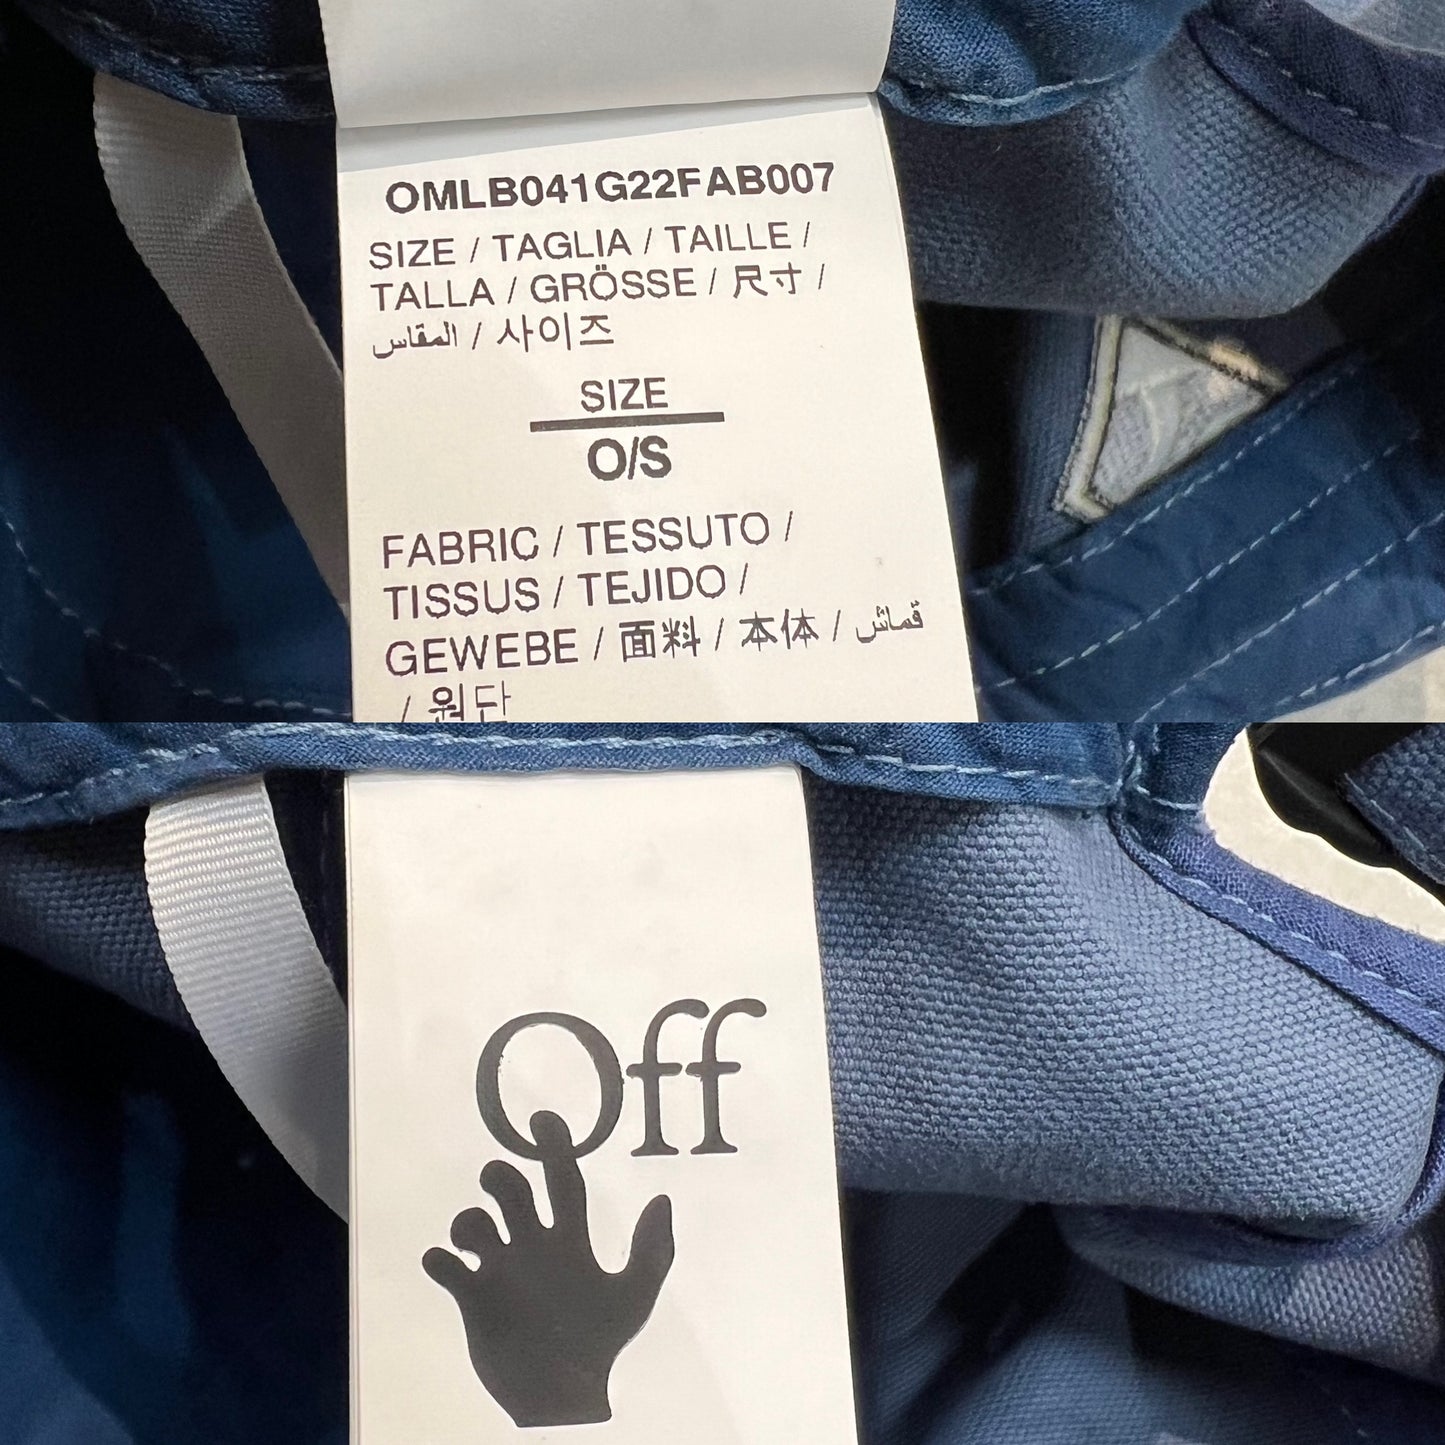 OMLB041G22FAB007
SIZE / TAGLIA / TAILLE /
TALLA / GRÖSSE / 尺寸 /
المقاس / 사이즈
SIZE
O/S
FABRIC / TESSUTO /
TISSUS / TEJIDO /
GEWEBE / 面料 / 本体 / قماش
/ 원단
Off